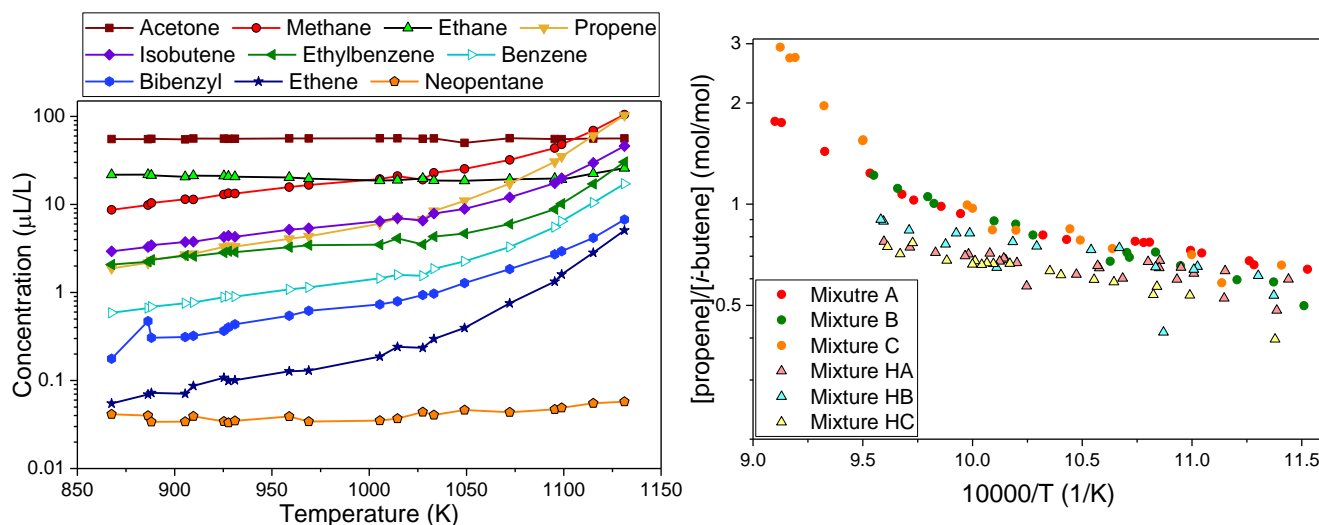 Acetone Methane Ethane Propene
Isobutene Ethylbenzene Benzene
Bibenzyl Ethene Neopentane
100
10
1
0.1
0.01
Concentration (μL/L)
850 900 950 1000 1050 1100 1150
Temperature (K)
3
2
1
0.5
[propene]/[i-butene] (mol/mol)
Mixutre A
Mixture B
Mixture C
Mixture HA
Mixture HB
Mixture HC
9.0 9.5 10.0 10.5 11.0 11.5
10000/T (1/K)